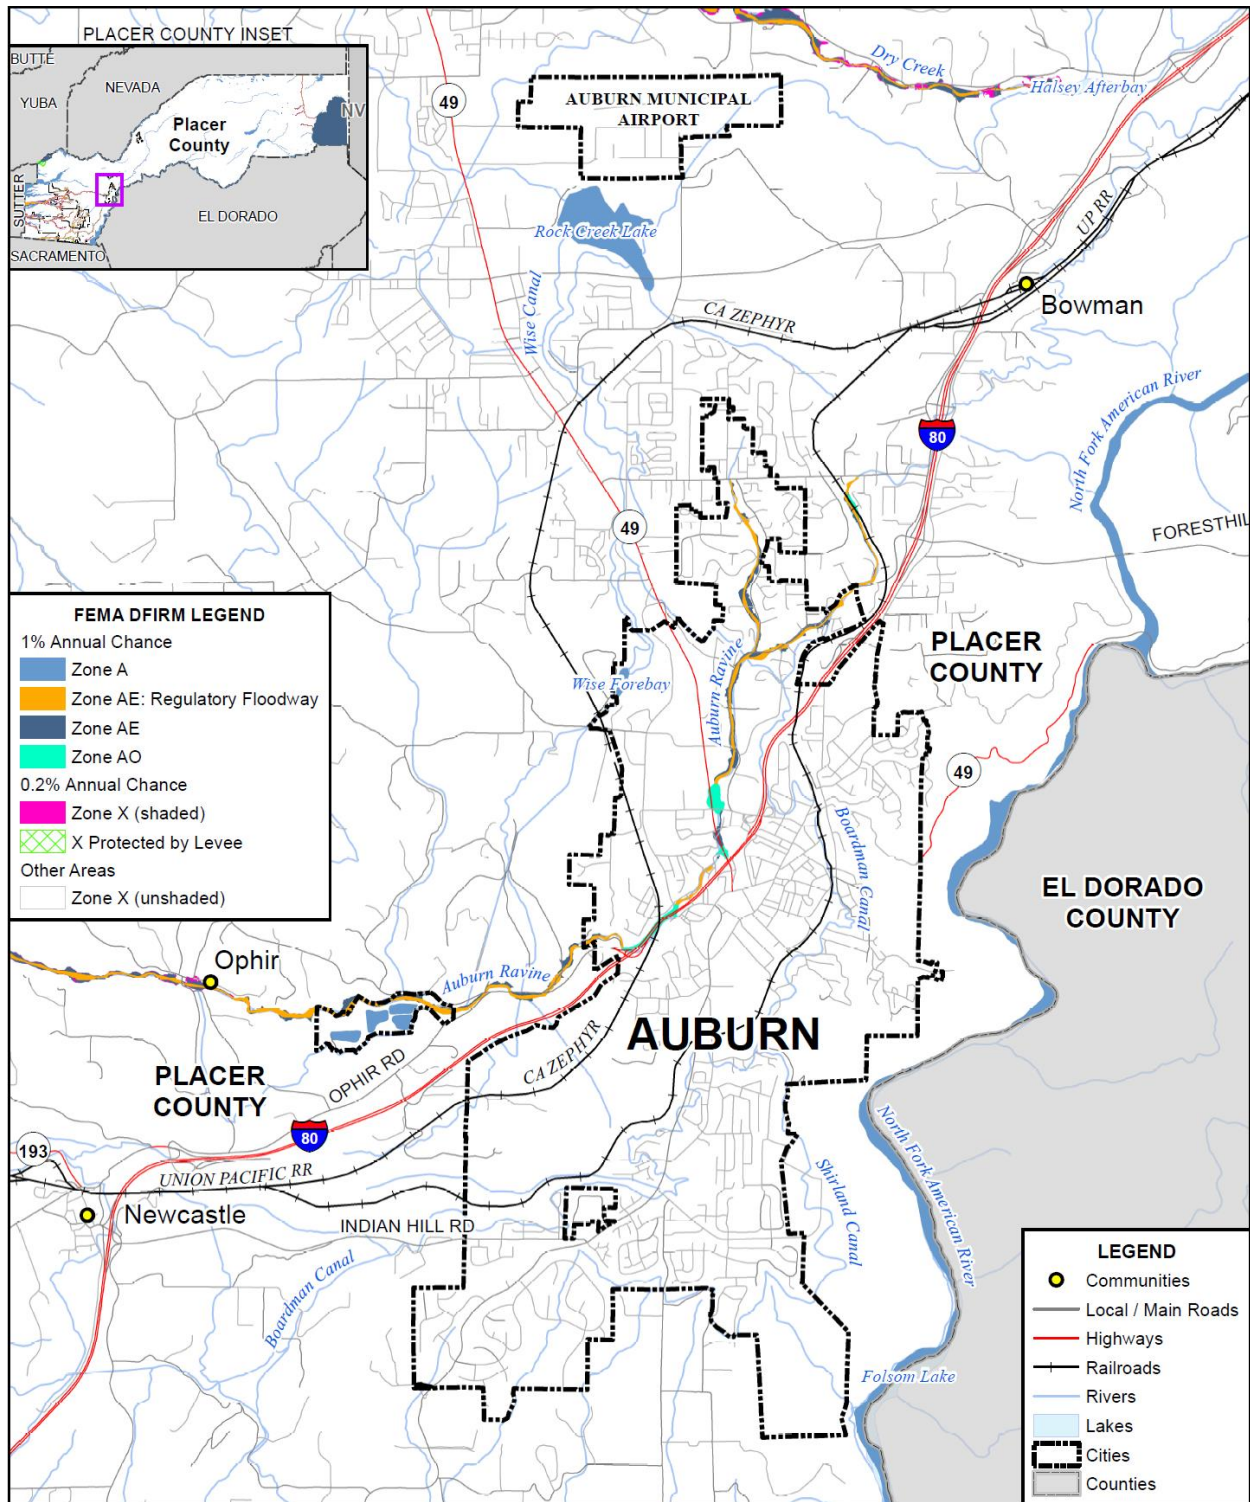 PLACER COUNTY INSET
BUTTE
NEVADA
YUBA
NV
Placer
County
SUTTER
EL DORADO
SACRAMENTO
49
AUBURN MUNICIPAL
AIRPORT
Dry Creek
Halsey Afterbay
Rock Creek Lake
UP RR
Wise Canal
CA ZEPHYR
Bowman
North Fork American River
80
49
FORESTHIL
FEMA DFIRM LEGEND
1% Annual Chance
Zone A
Zone AE: Regulatory Floodway
Zone AE
Zone AO
0.2% Annual Chance
Zone X (shaded)
X Protected by Levee
Other Areas
Zone X (unshaded)
PLACER
COUNTY
Auburn Ravine
Wise Forebay
49
Boardman Canal
EL DORADO
COUNTY
Ophir
Auburn Ravine
AUBURN
CA ZEPHYR
OPHIR RD
PLACER
COUNTY
80
193
UNION PACIFIC RR
Newcastle
INDIAN HILL RD
Boardman Canal
Shirland Canal
North Fork American River
Folsom Lake
LEGEND
Communities
Local / Main Roads
Highways
Railroads
Rivers
Lakes
Cities
Counties